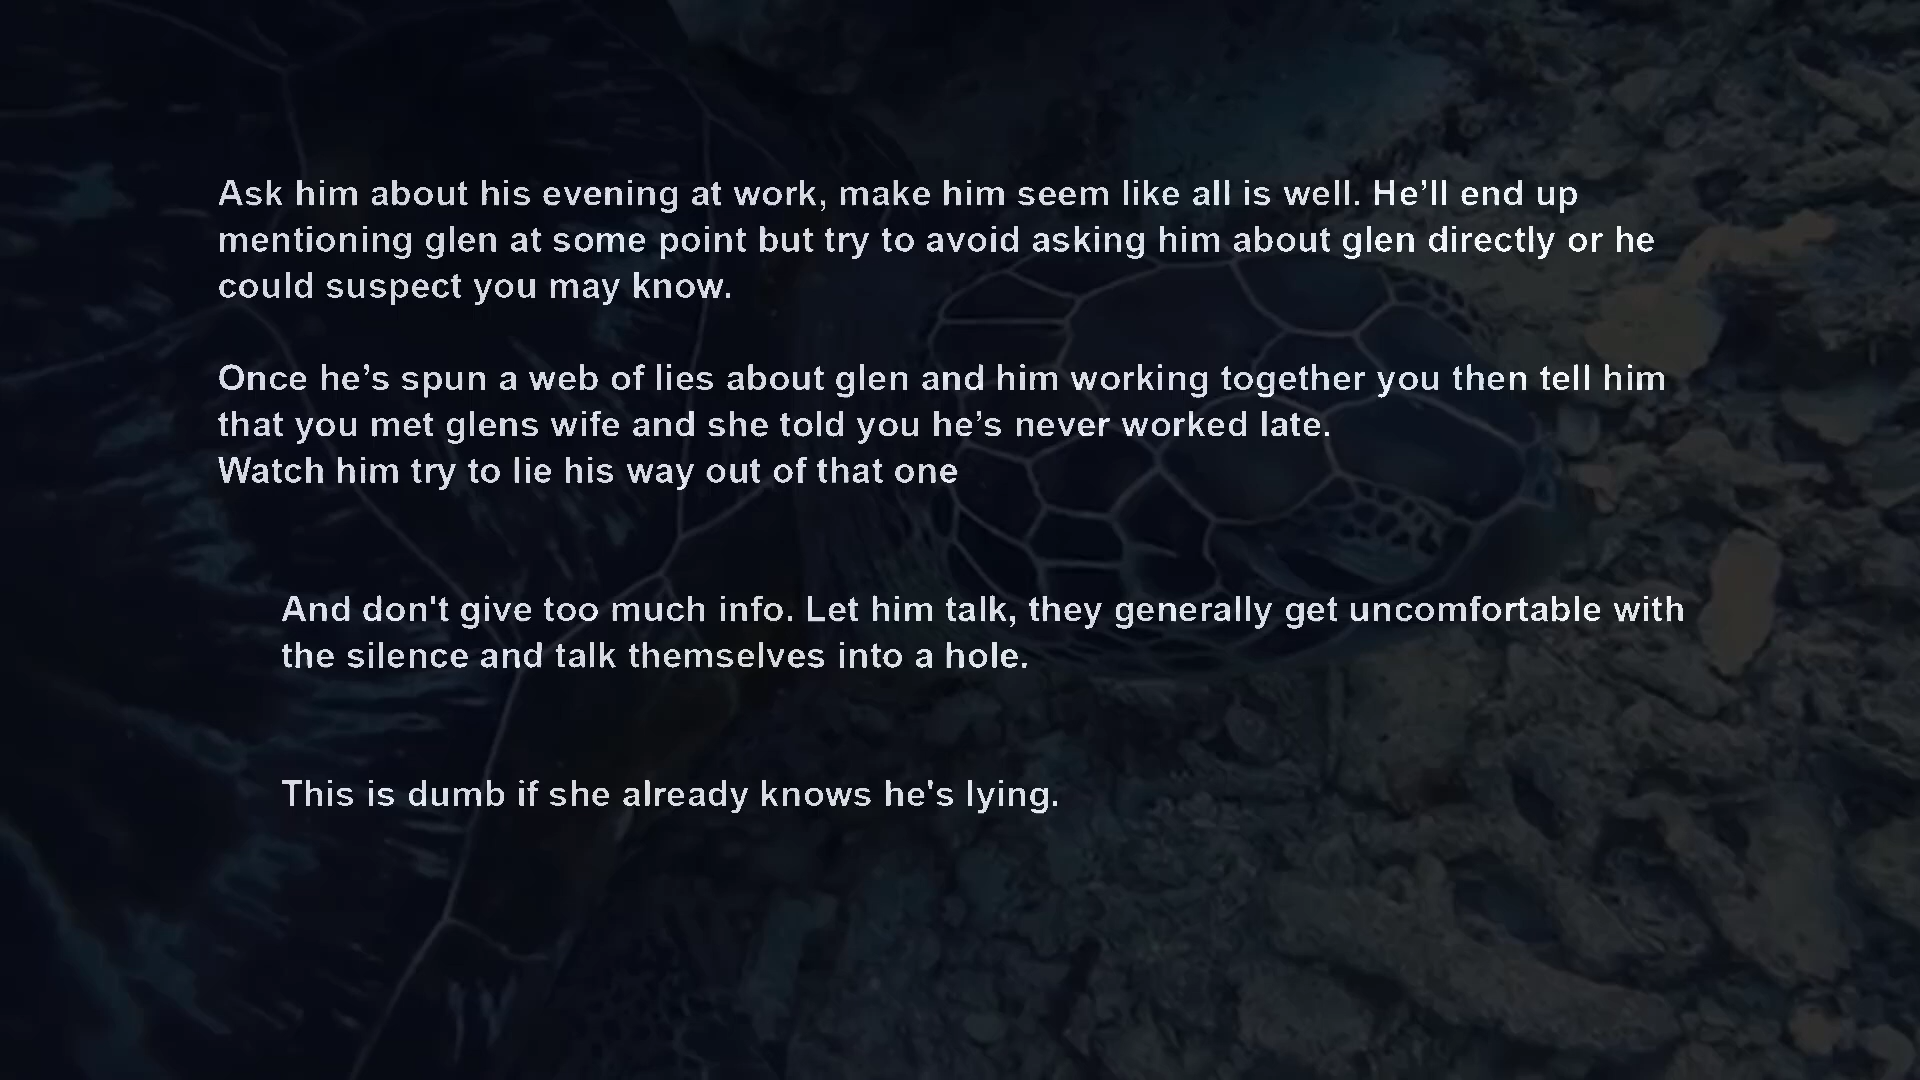 Ask him about his evening at work, make him seem like all is well. He’ll end up
mentioning glen at some point but try to avoid asking him about glen directly or he
could suspect you may know.
Once he’s spun a web of lies about glen and him working together you then tell him
that you met glens wife and she told you he’s never worked late.
Watch him try to lie his way out of that one
And don't give too much info. Let him talk, they generally get uncomfortable with
the silence and talk themselves into a hole.
This is dumb if she already knows he's lying.